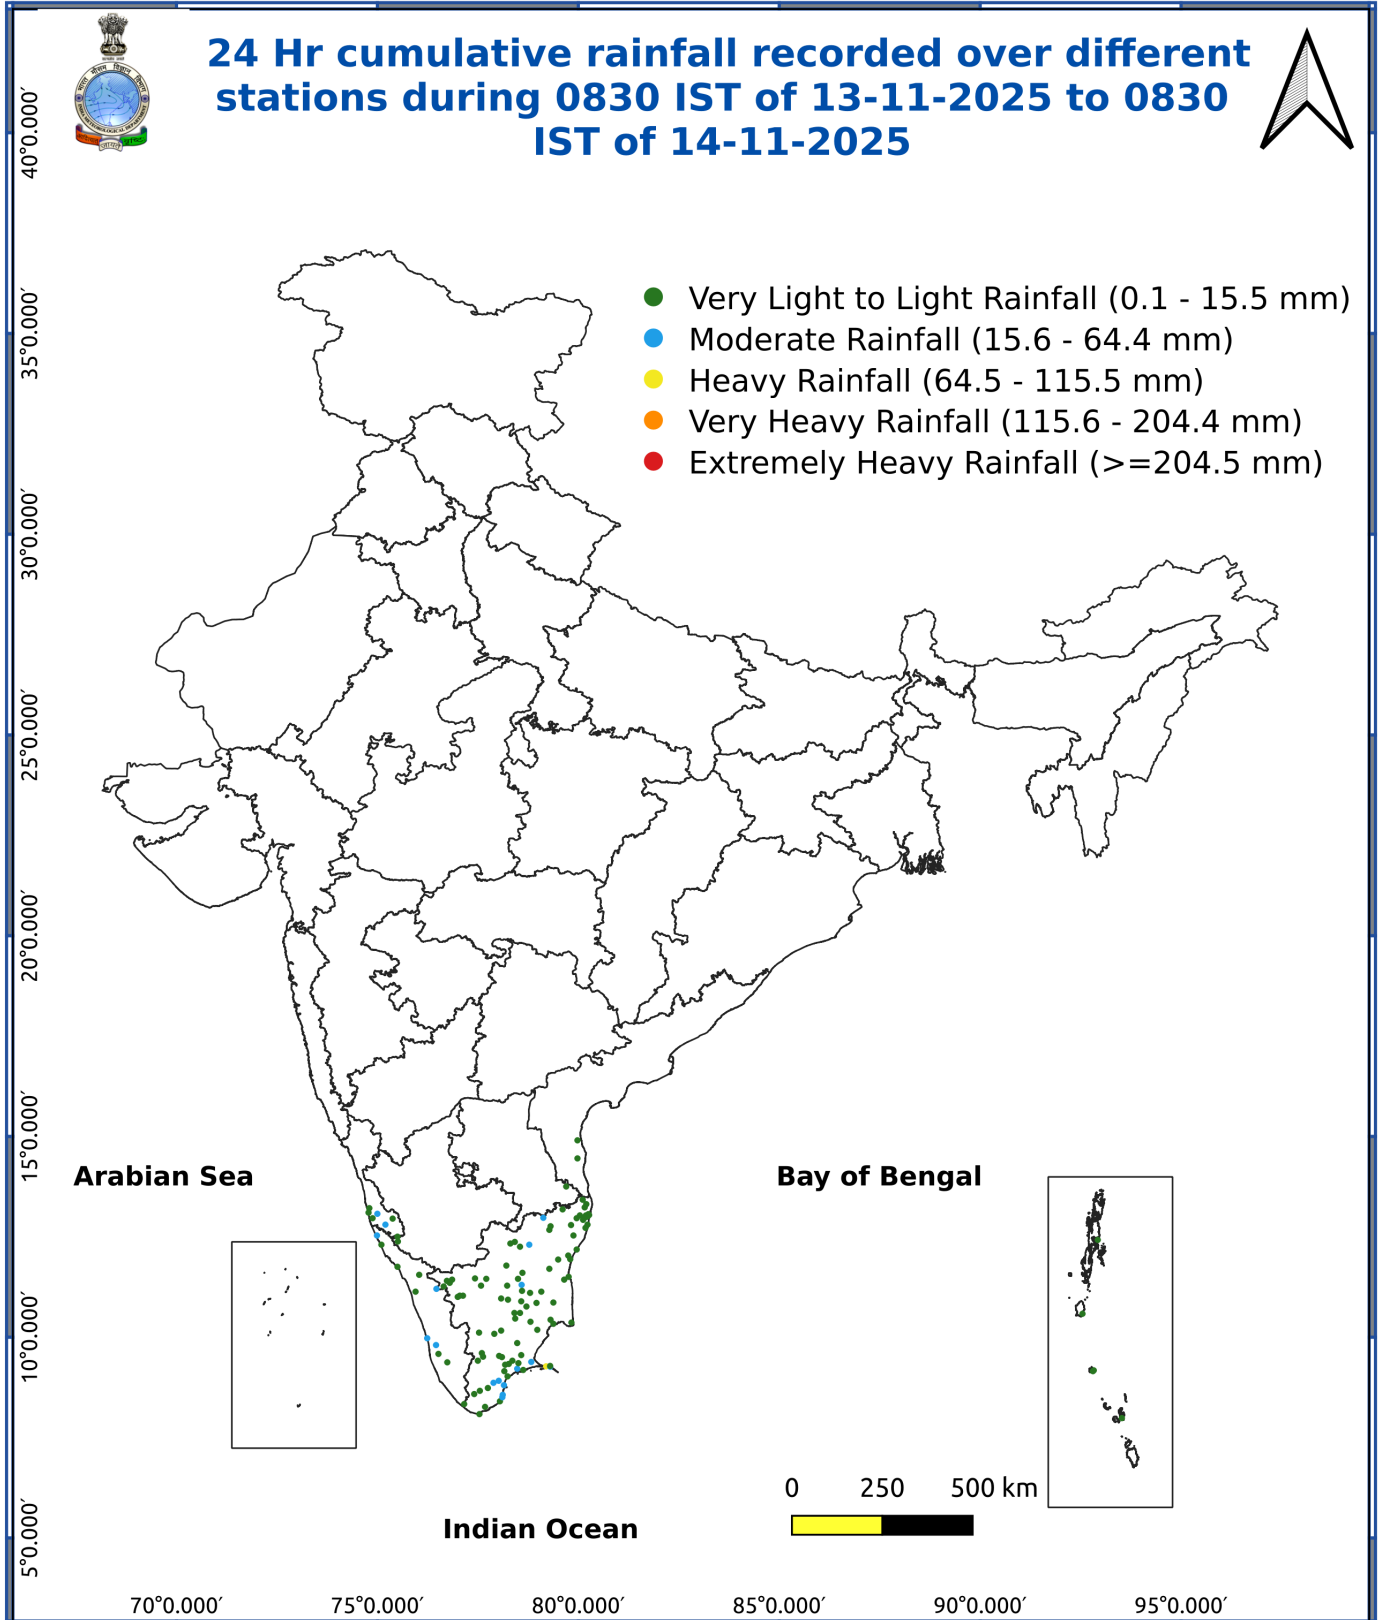 24 Hr cumulative rainfall recorded over different
stations during 0830 IST of 13-11-2025 to 0830
IST of 14-11-2025
Very Light to Light Rainfall (0.1 - 15.5 mm)
Moderate Rainfall (15.6 - 64.4 mm)
Heavy Rainfall (64.5 - 115.5 mm)
Very Heavy Rainfall (115.6 - 204.4 mm)
Extremely Heavy Rainfall (>=204.5 mm)
40°0.000′
35°0.000′
30°0.000′
25°0.000′
20°0.000′
15°0.000′
10°0.000′
5°0.000′
Arabian Sea
Bay of Bengal
Indian Ocean
0 250 500 km
70°0.000′ 75°0.000′ 80°0.000′ 85°0.000′ 90°0.000′ 95°0.000′